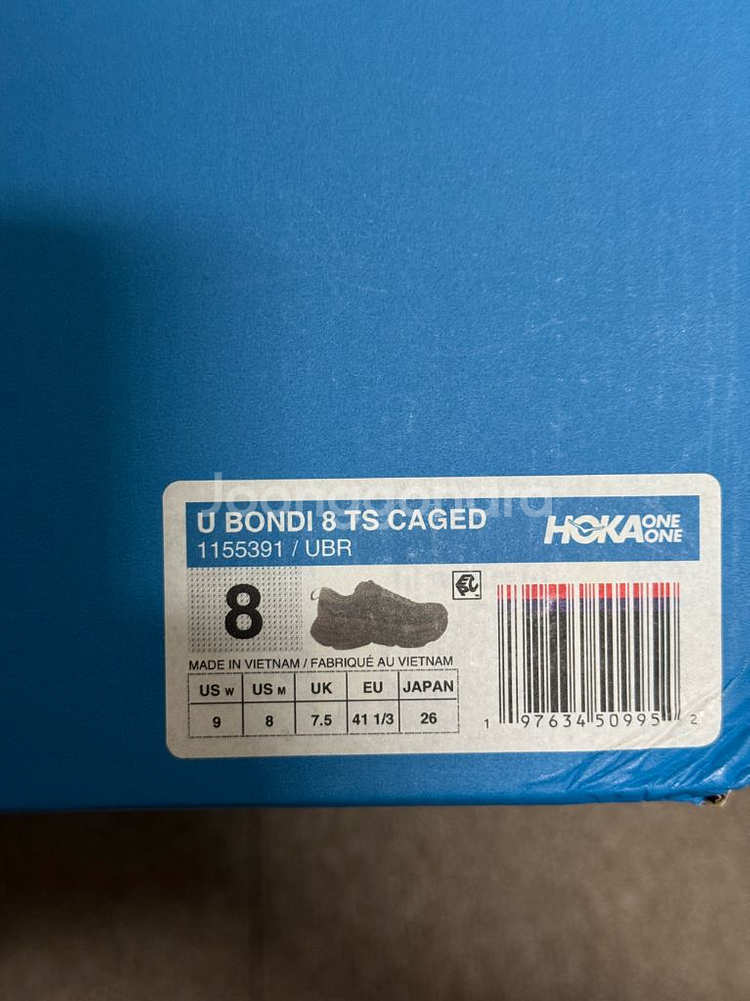 Joonggonara
U BONDI 8 TS CAGED
1155391 / UBR
HOKA ONE ONE
8
MADE IN VIETNAM / FABRIQUÉ AU VIETNAM
US W US M UK EU JAPAN
9 8 7.5 41 1/3 26
1 97634 50995 2